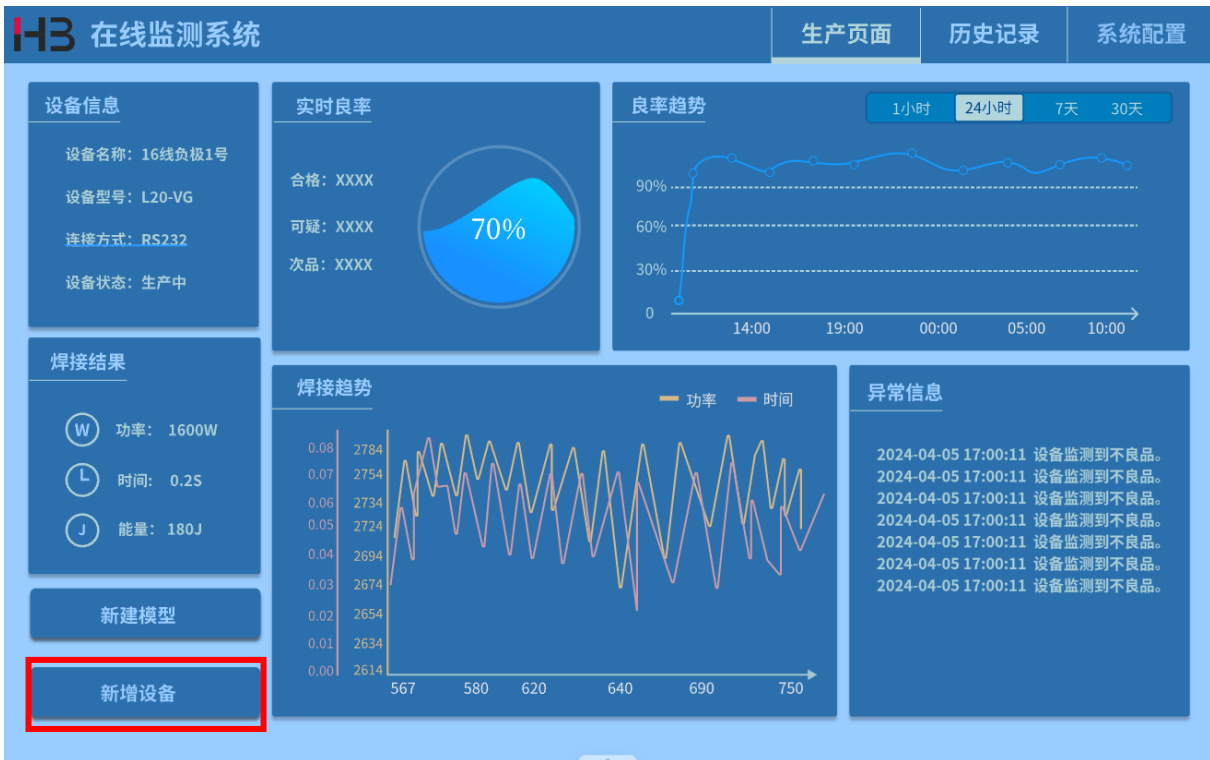 HB 在线监测系统
生产页面
历史记录
系统配置
设备信息
设备名称：16线负极1号
设备型号：L20-VG
连接方式：RS232
设备状态：生产中
实时良率
合格：XXXX
可疑：XXXX
次品：XXXX
70%
良率趋势
1小时 24小时 7天 30天
90%
60%
30%
0
14:00 19:00 00:00 05:00 10:00
焊接结果
W 功率： 1600W
时间: 0.2S
J 能量：180J
新建模型
新增设备
焊接趋势
功率 时间
0.08 2784
0.07 2754
0.06 2734
0.05 2724
0.04 2694
0.03 2674
0.02 2654
0.01 2634
0.00 2614
567 580 620 640 690 750
异常信息
2024-04-05 17:00:11 设备监测到不良品。
2024-04-05 17:00:11 设备监测到不良品。
2024-04-05 17:00:11 设备监测到不良品。
2024-04-05 17:00:11 设备监测到不良品。
2024-04-05 17:00:11 设备监测到不良品。
2024-04-05 17:00:11 设备监测到不良品。
2024-04-05 17:00:11 设备监测到不良品。